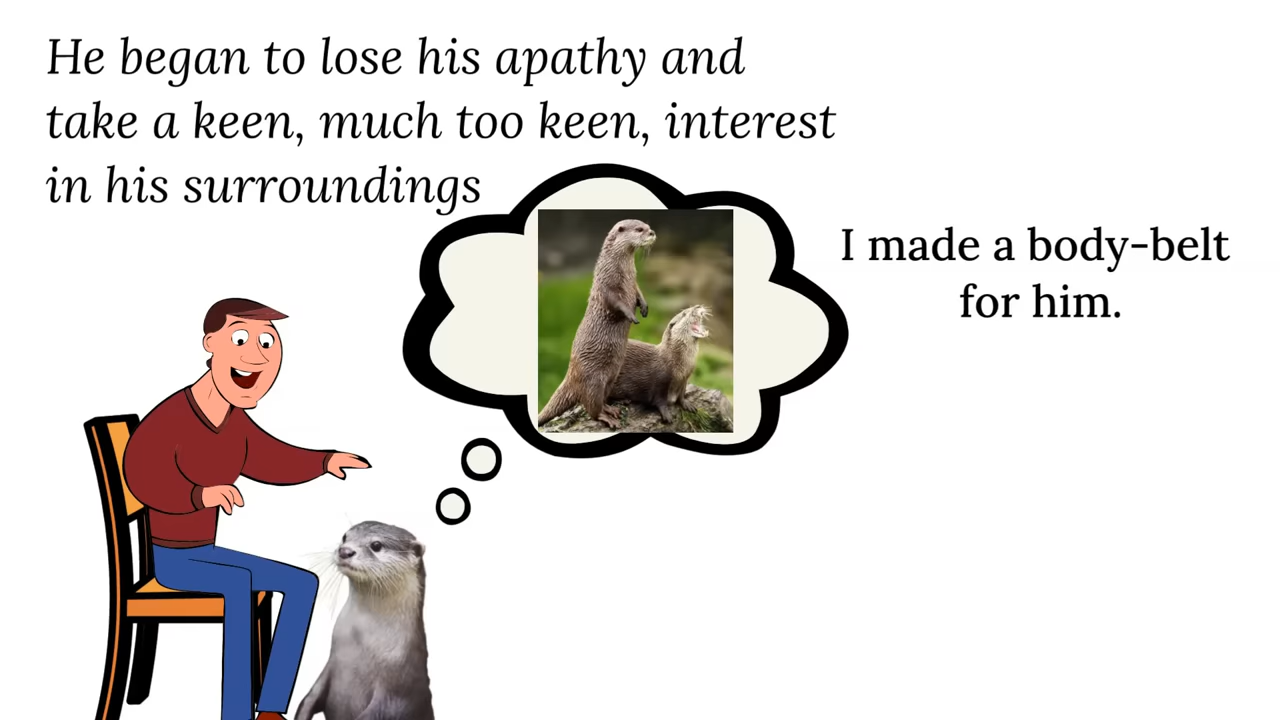 He began to lose his apathy and
take a keen, much too keen, interest
in his surroundings
I made a body-belt
for him.